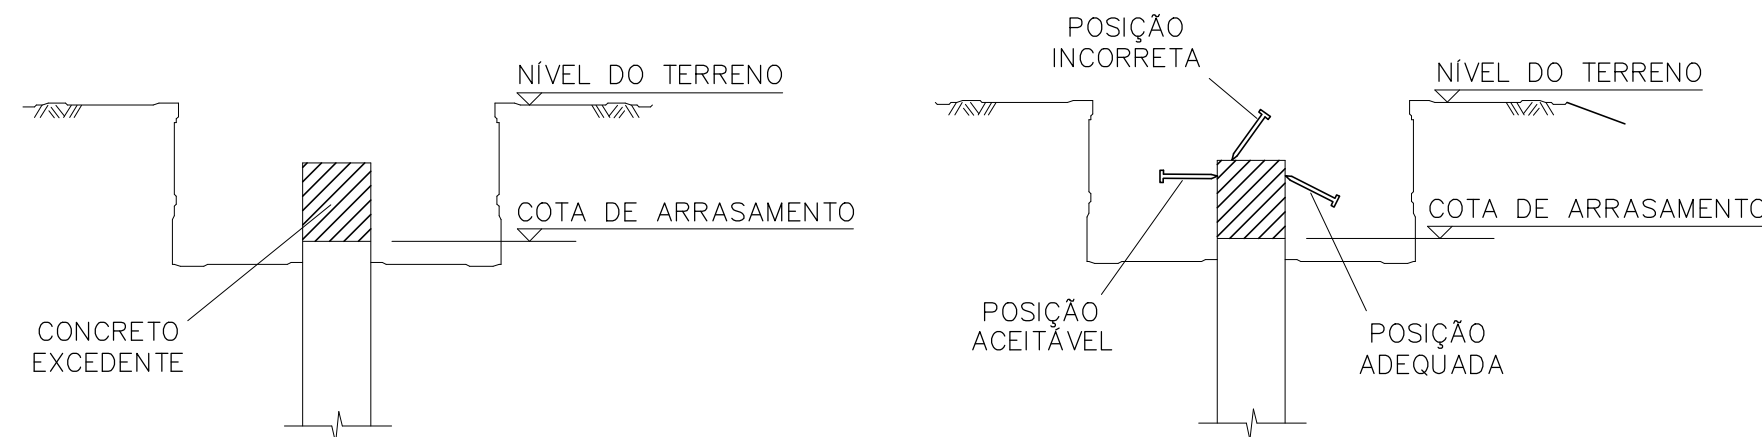 NÍVEL DO TERRENO
COTA DE ARRASAMENTO
CONCRETO
EXCEDENTE
POSIÇÃO
INCORRETA
NÍVEL DO TERRENO
COTA DE ARRASAMENTO
POSIÇÃO
ACEITÁVEL
POSIÇÃO
ADEQUADA